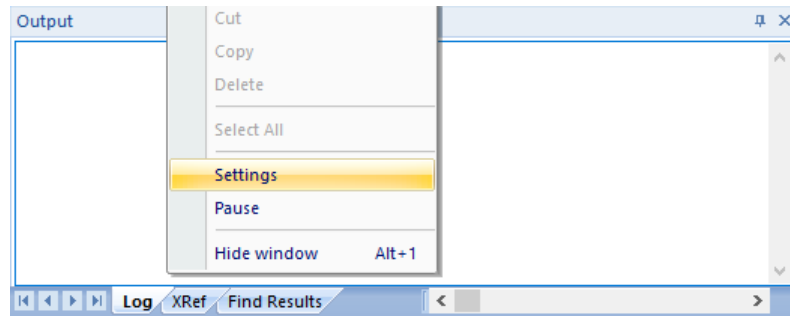 Output
Cut
Copy
Delete
Select All
Settings
Pause
Hide window Alt+1
Log XRef Find Results